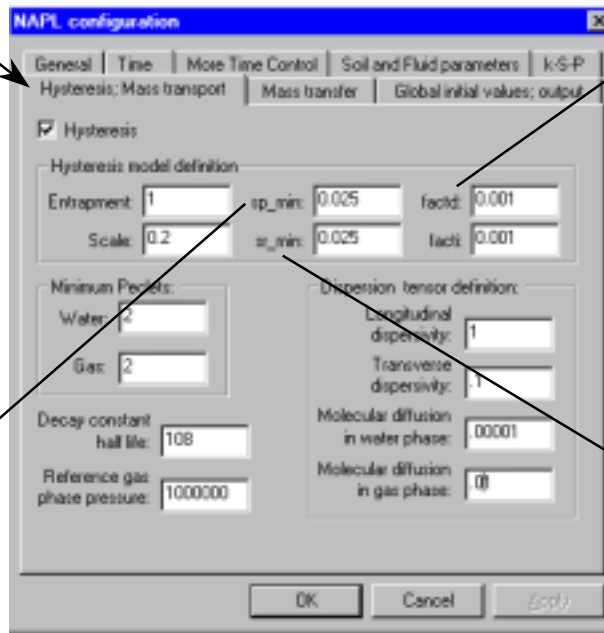 NAPL configuration
General Time More Time Control Soil and Fluid parameters k-S-P
Hysteresis; Mass transport Mass transfer Global initial values; output
Hysteresis
Hysteresis model definition
Entrapment: 1 sp_min: 0.025 factd: 0.001
Scale: 0.2 sr_min: 0.025 facti: 0.001
Minimum Peclets:
Water: 2
Gas: 2
Decay constant
half life: 108
Reference gas
phase pressure: 1000000
Dispersion tensor definition:
Longitudinal
dispersivity: 1
Transverse
dispersivity: .1
Molecular diffusion
in water phase: .00001
Molecular diffusion
in gas phase:
OK Cancel Apply